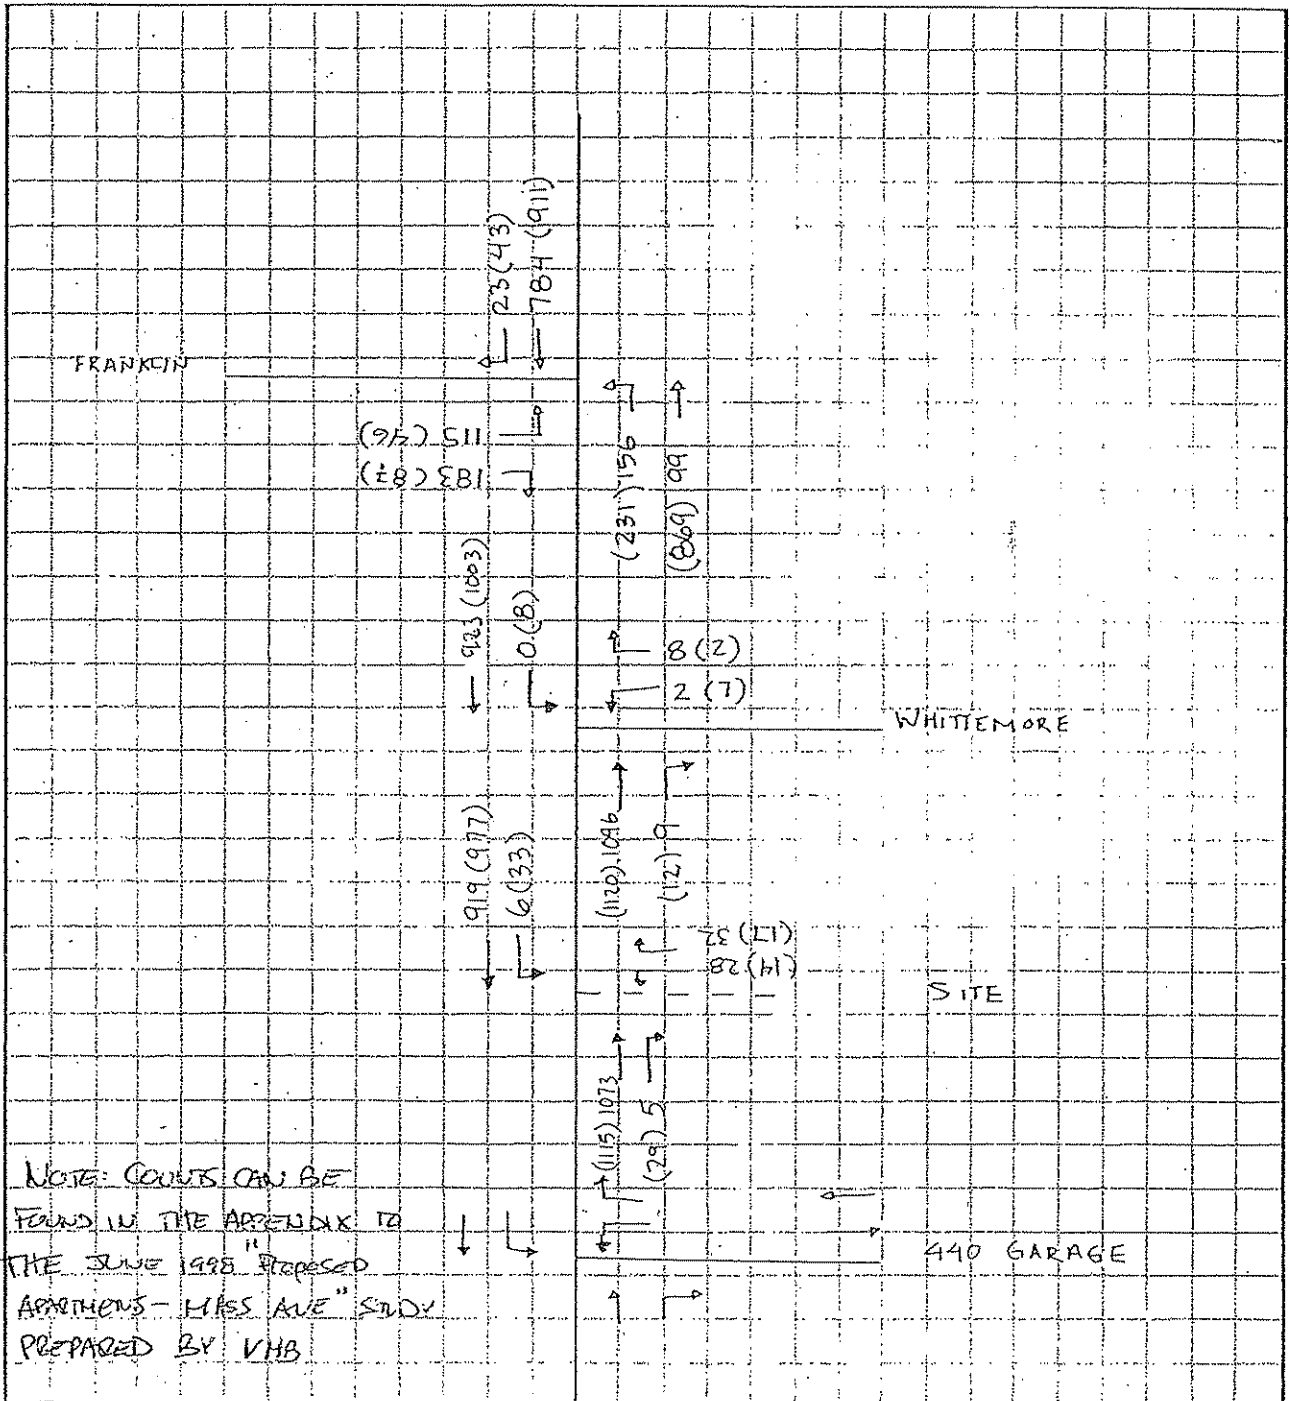 23 (43)
784 (911)
FRANKLIN
115 (46)
183 (87)
(231) 156
(869) 99
923 (1003)
0 (8)
8 (2)
2 (7)
WHITTEMORE
919 (977)
6 (33)
(1120) 1096
(12) 9
(17) 32
(14) 28
SITE
(1115) 1073
(29) 5
440 GARAGE
NOTE: COUNTS CAN BE
FOUND IN THE APPENDIX TO
THE JUNE 1998 "PROPOSED
APARTMENTS - MASS AVE" STUDY
PREPARED BY VHB